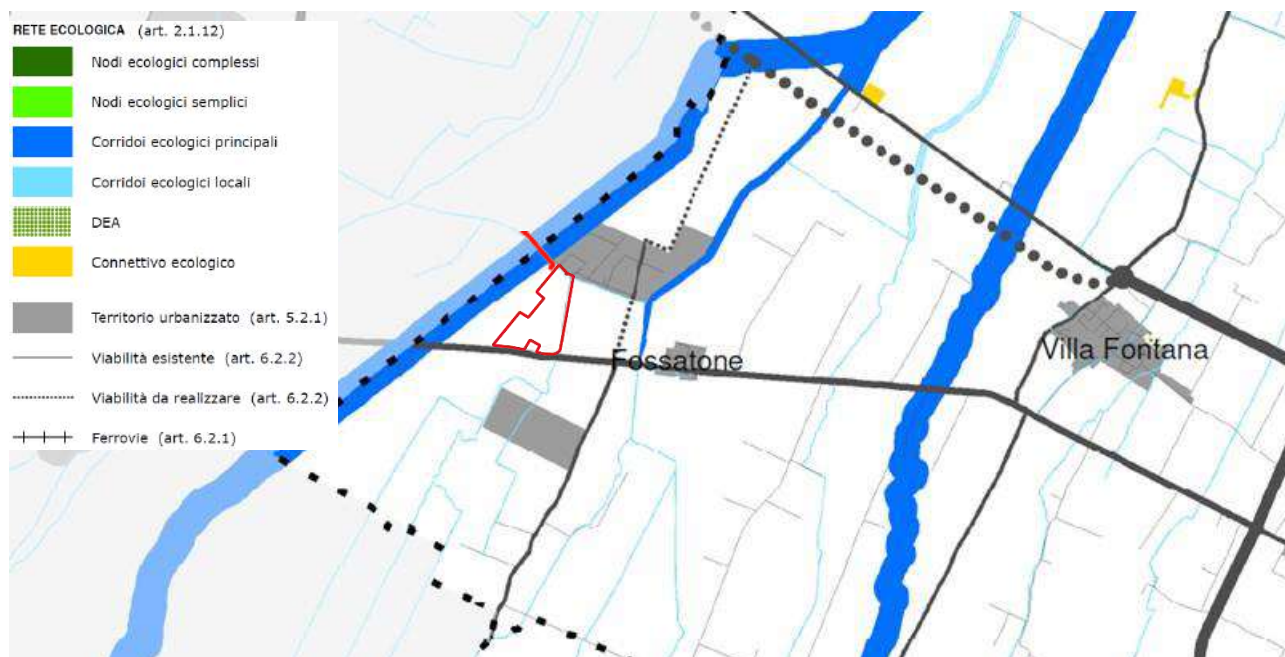 RETE ECOLOGICA (art. 2.1.12)
Nodi ecologici complessi
Nodi ecologici semplici
Corridoi ecologici principali
Corridoi ecologici locali
DEA
Connettivo ecologico
Territorio urbanizzato (art. 5.2.1)
Viabilità esistente (art. 6.2.2)
Viabilità da realizzare (art. 6.2.2)
Ferrovie (art. 6.2.1)
Fossatone
Villa Fontana